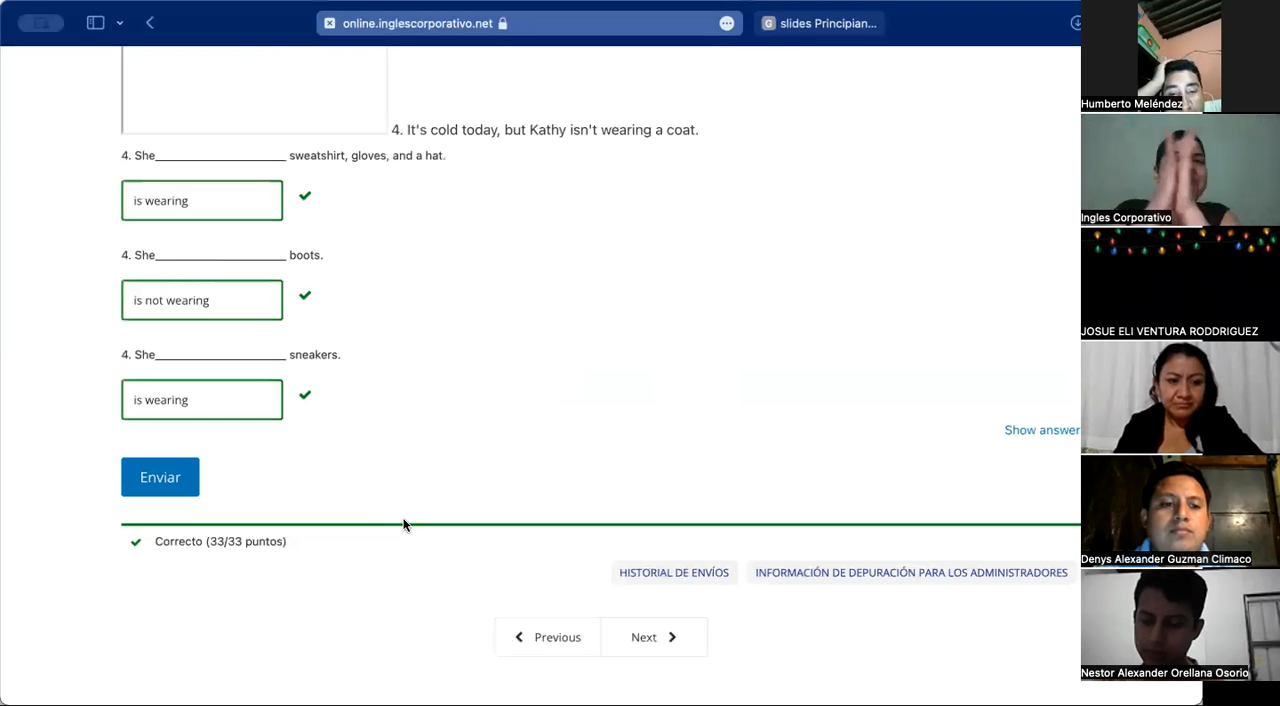 online.inglescorporativo.net
G slides Principian...
4. It's cold today, but Kathy isn't wearing a coat.
4. She____________________ sweatshirt, gloves, and a hat.
is wearing
4. She____________________ boots.
is not wearing
4. She____________________ sneakers.
is wearing
Show answer
Enviar
Correcto (33/33 puntos)
HISTORIAL DE ENVÍOS
INFORMACIÓN DE DEPURACIÓN PARA LOS ADMINISTRADORES
Previous
Next
Humberto Meléndez
Ingles Corporativo
JOSUE ELI VENTURA RODDRIGUEZ
Denys Alexander Guzman Climaco
Nestor Alexander Orellana Osorio